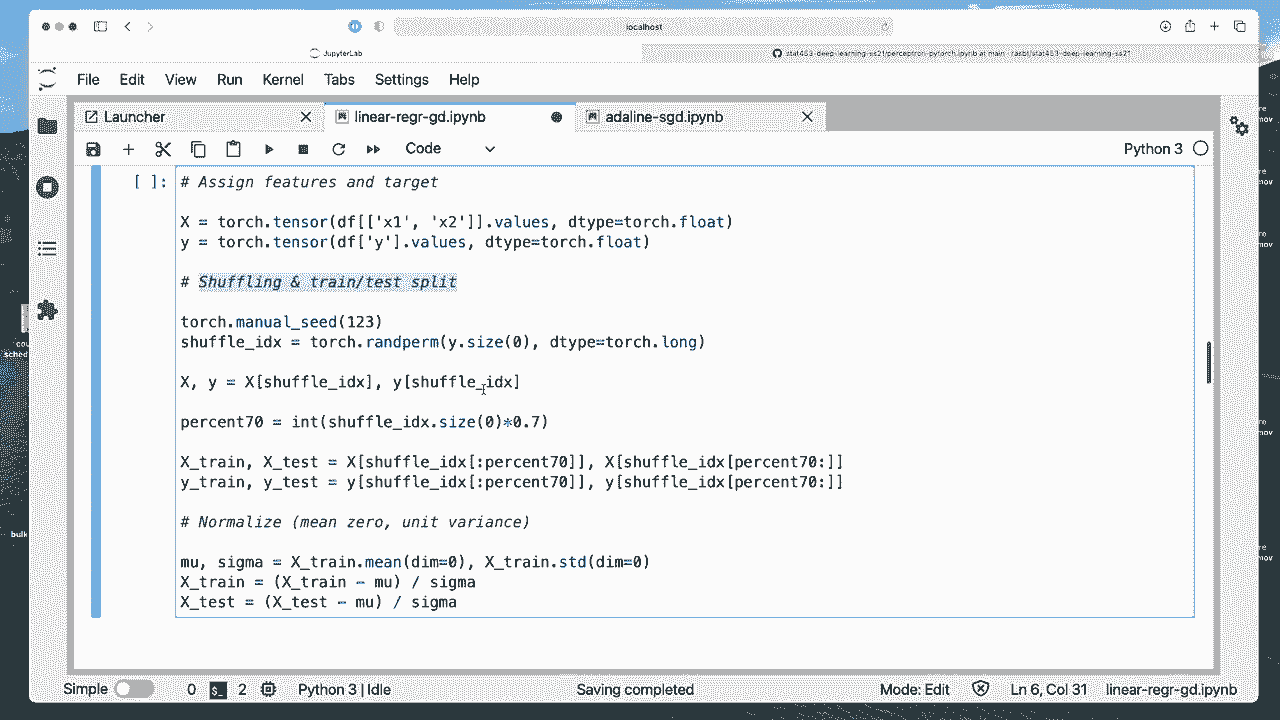 localhost
JupyterLab
stat453-deep-learning-ss21/perceptron-pytorch.ipynb at main
File Edit View Run Kernel Tabs Settings Help
Launcher
linear-regr-gd.ipynb
adaline-sgd.ipynb
Code
Python 3
[ ]: # Assign features and target
X = torch.tensor(df[['x1', 'x2']].values, dtype=torch.float)
y = torch.tensor(df['y'].values, dtype=torch.float)
# Shuffling & train/test split
torch.manual_seed(123)
shuffle_idx = torch.randperm(y.size(0), dtype=torch.long)
X, y = X[shuffle_idx], y[shuffle_idx]
percent70 = int(shuffle_idx.size(0)*0.7)
X_train, X_test = X[shuffle_idx[:percent70]], X[shuffle_idx[percent70:]]
y_train, y_test = y[shuffle_idx[:percent70]], y[shuffle_idx[percent70:]]
# Normalize (mean zero, unit variance)
mu, sigma = X_train.mean(dim=0), X_train.std(dim=0)
X_train = (X_train - mu) / sigma
X_test = (X_test - mu) / sigma
Simple 0 2 Python 3 | Idle Saving completed Mode: Edit Ln 6, Col 31 linear-regr-gd.ipynb